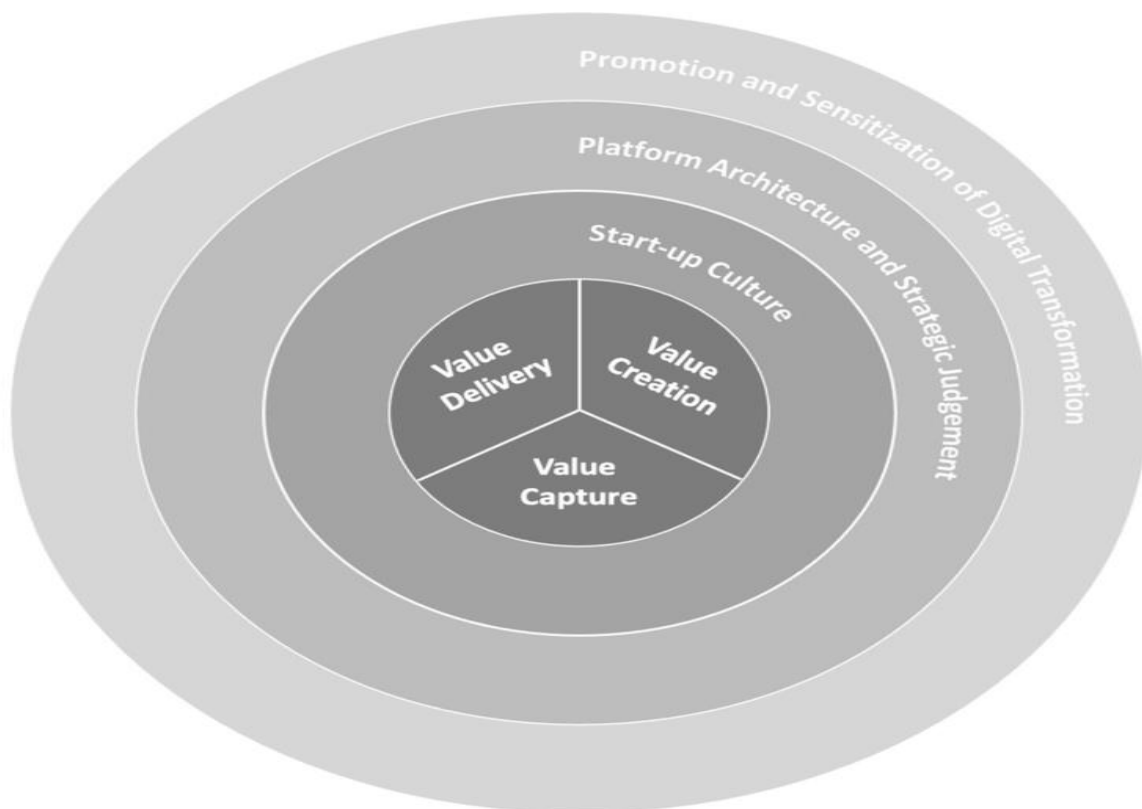 Promotion and Sensitization of Digital Transformation
Platform Architecture and Strategic Judgement
Start-up Culture
Value
Delivery
Value
Creation
Value
Capture